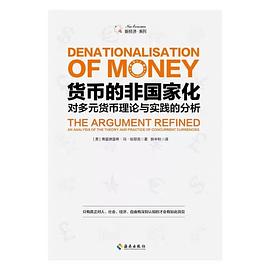 New Economics
新经济·系列
DENATIONALISATION
OF MONEY
货币的非国家化
对多元货币理论与实践的分析
THE ARGUMENT REFINED
AN ANALYSIS OF THE THEORY AND PRACTICE OF CONCURRENT CURRENCIES
[英] 弗里德里希·冯·哈耶克|著 姚中秋|译
海南出版社